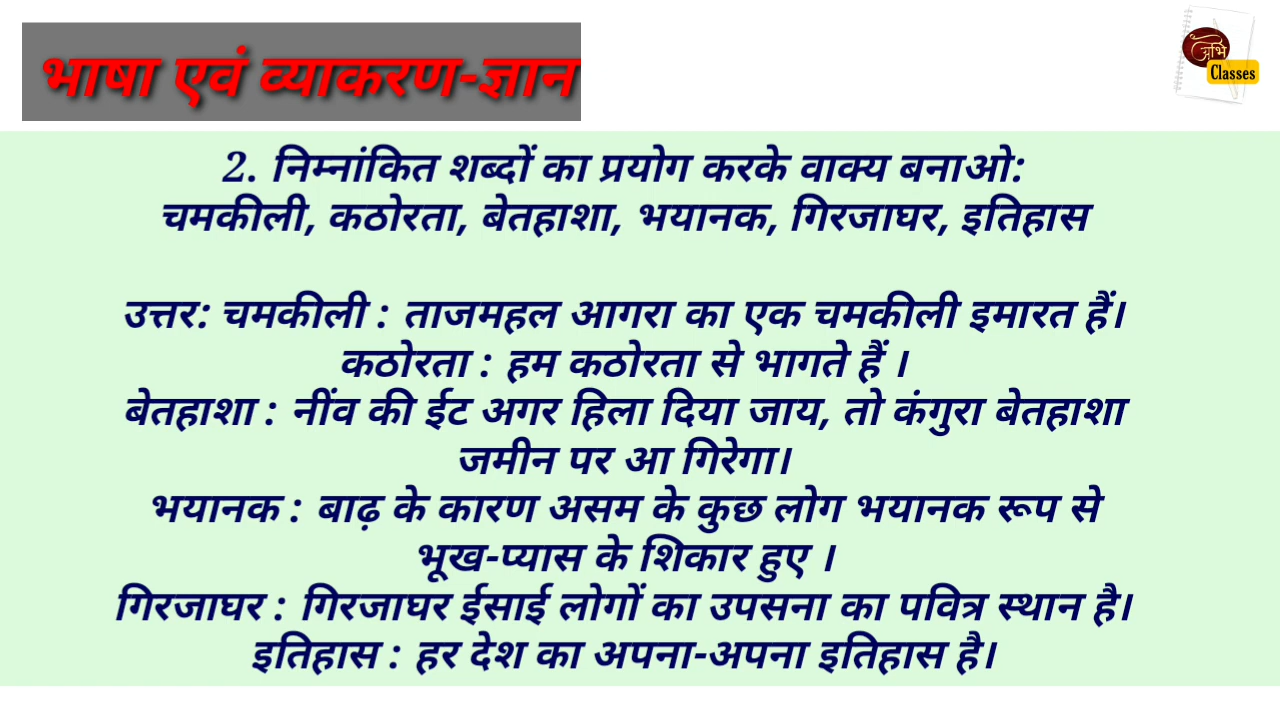 भाषा एवं व्याकरण-ज्ञान
अभि
Classes
2. निम्नांकित शब्दों का प्रयोग करके वाक्य बनाओ:
चमकीली, कठोरता, बेतहाशा, भयानक, गिरजाघर, इतिहास
उत्तर: चमकीली : ताजमहल आगरा का एक चमकीली इमारत हैं।
कठोरता : हम कठोरता से भागते हैं ।
बेतहाशा : नींव की ईट अगर हिला दिया जाय, तो कंगुरा बेतहाशा
जमीन पर आ गिरेगा।
भयानक : बाढ़ के कारण असम के कुछ लोग भयानक रूप से
भूख-प्यास के शिकार हुए ।
गिरजाघर : गिरजाघर ईसाई लोगों का उपसना का पवित्र स्थान है।
इतिहास : हर देश का अपना-अपना इतिहास है।